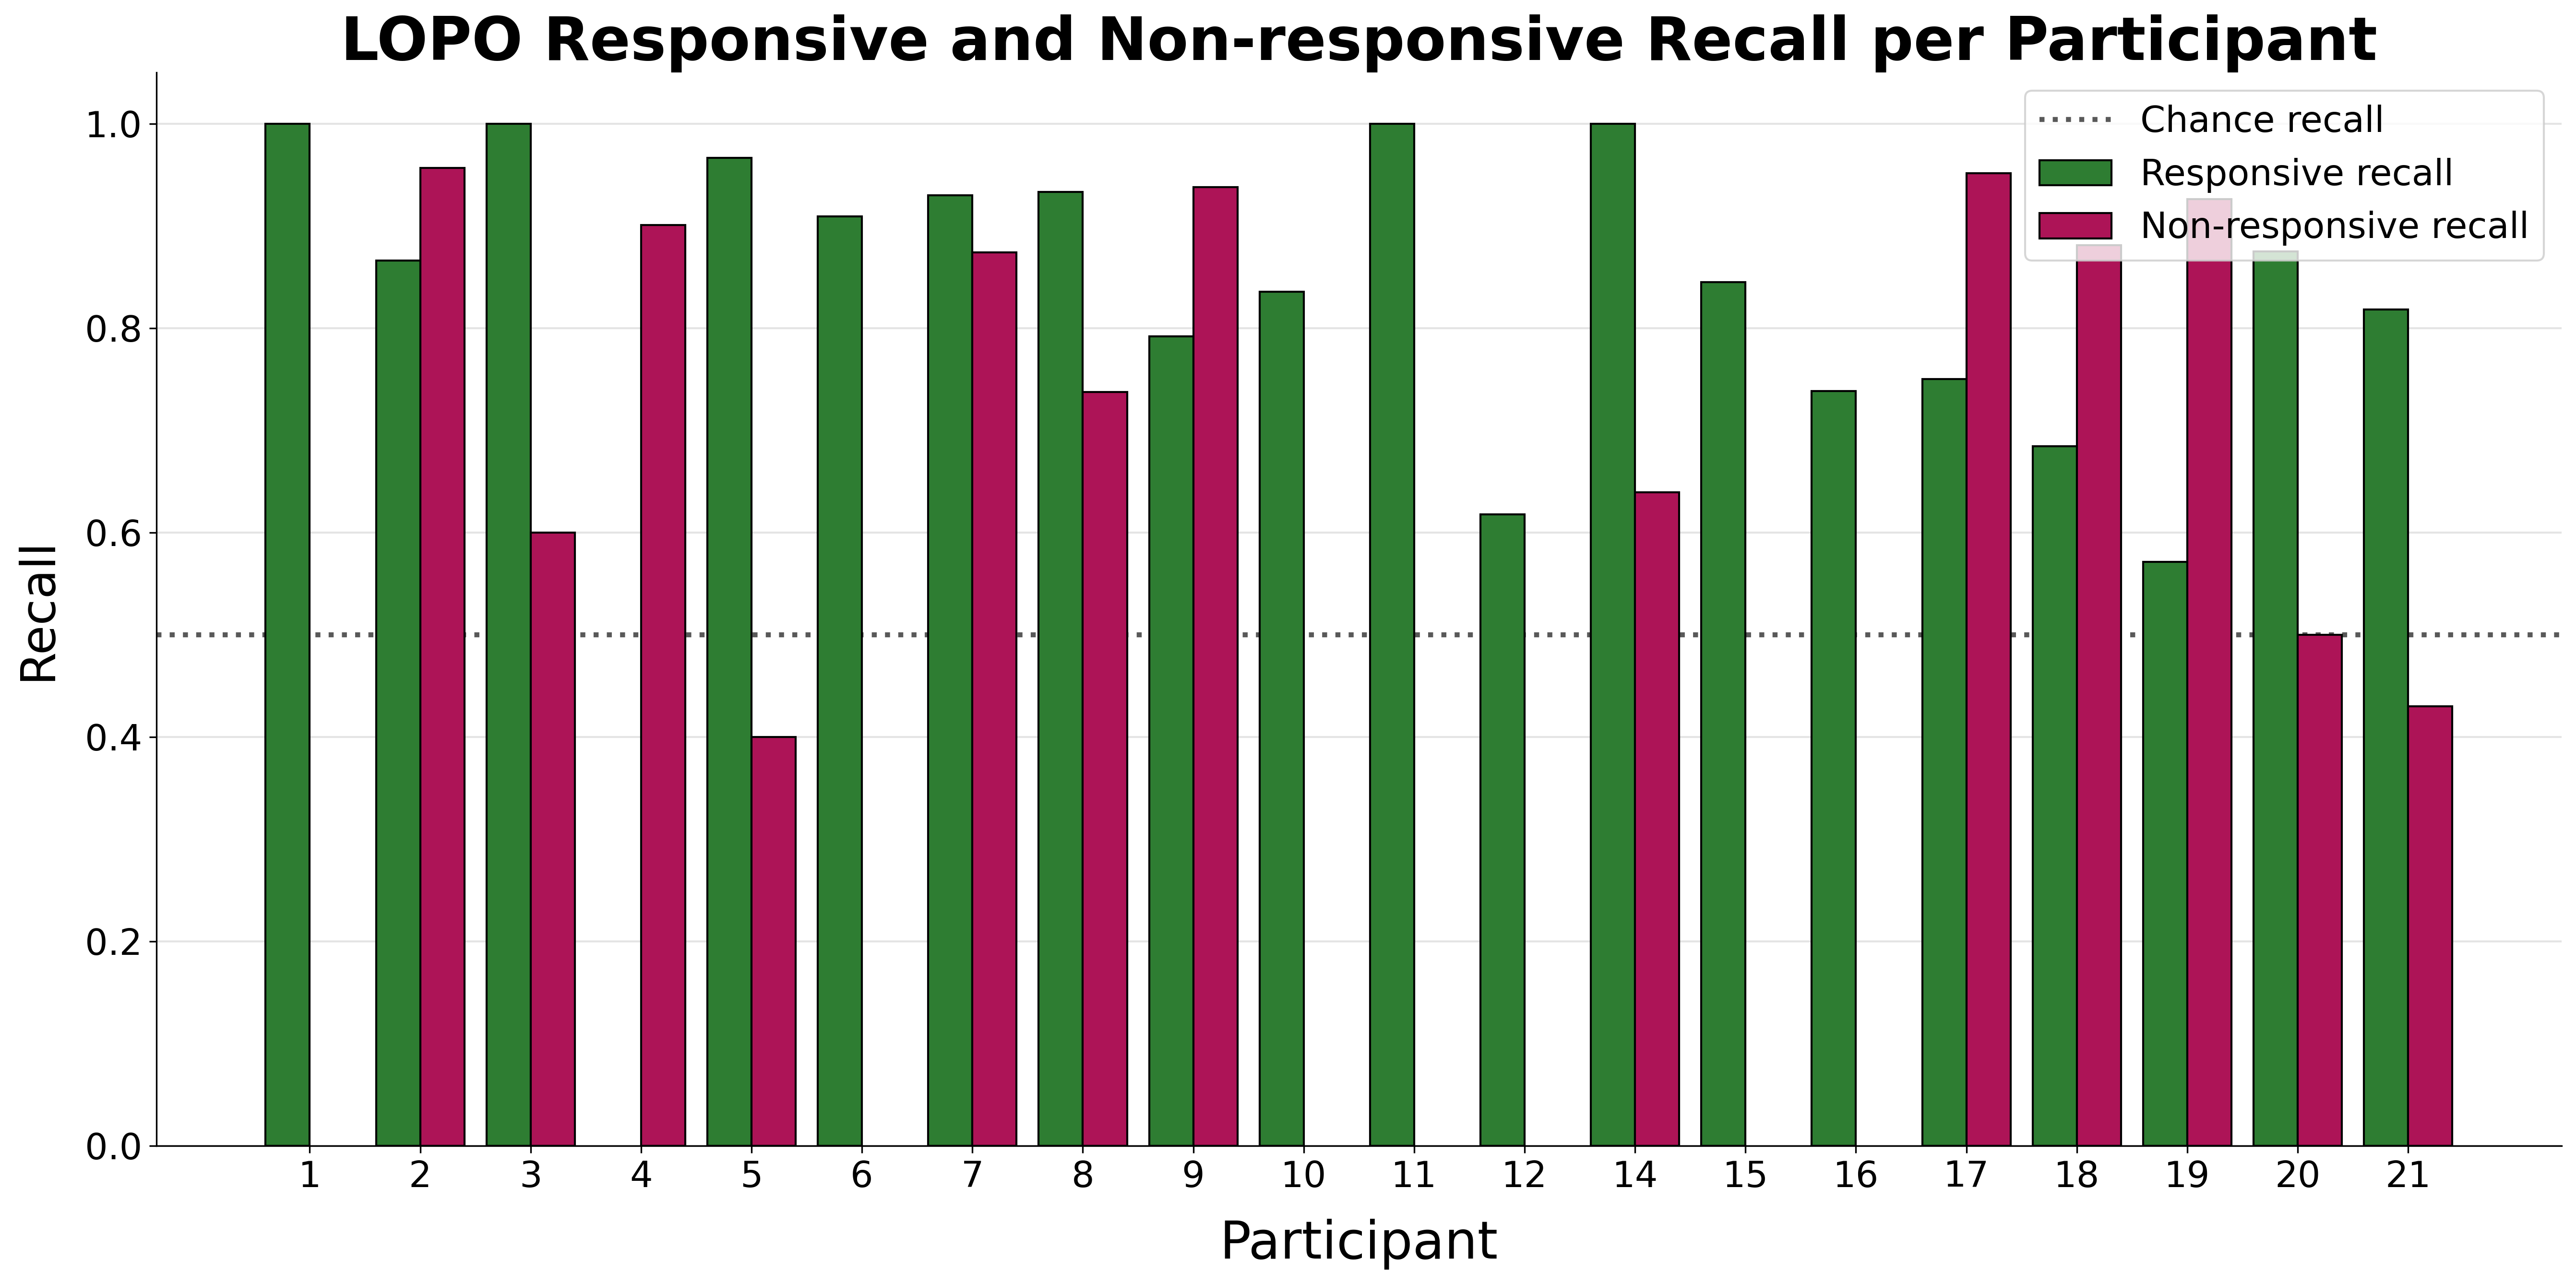 LOPO Responsive and Non-responsive Recall per Participant
Chance recall
Responsive recall
Non-responsive recall
1.0
0.8
0.6
0.4
0.2
0.0
Recall
1 2 3 4 5 6 7 8 9 10 11 12 14 15 16 17 18 19 20 21
Participant